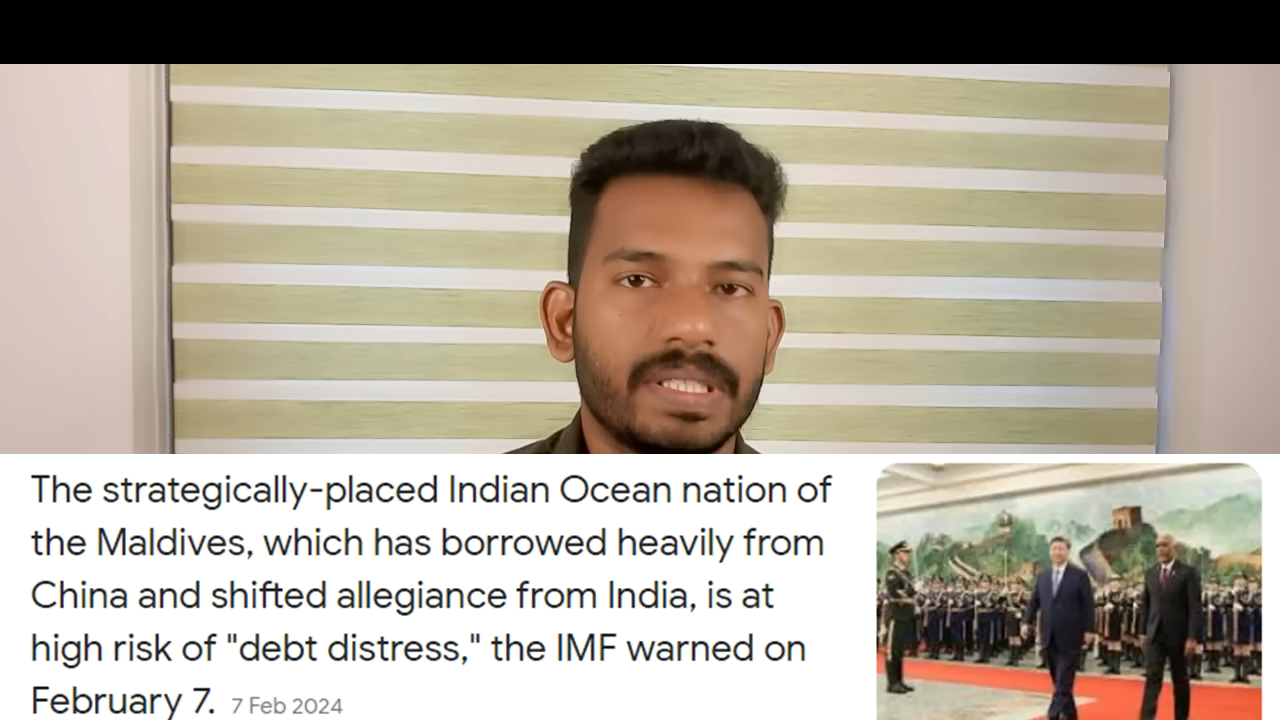 The strategically-placed Indian Ocean nation of
the Maldives, which has borrowed heavily from
China and shifted allegiance from India, is at
high risk of "debt distress," the IMF warned on
February 7. 7 Feb 2024